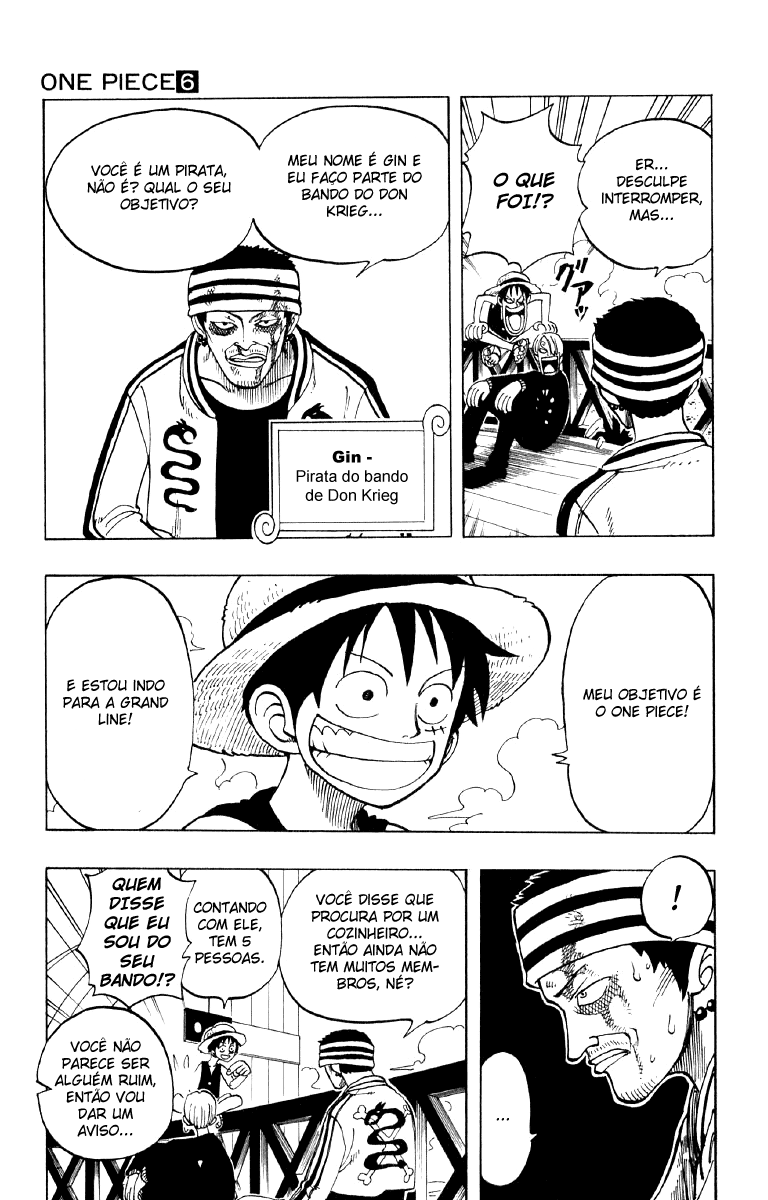 ONE PIECE 6
ER...
DESCULPE
INTERROMPER,
MAS...
O QUE
FOI!?
グアッ
MEU NOME É GIN E
EU FAÇO PARTE DO
BANDO DO DON
KRIEG...
VOCÊ É UM PIRATA,
NÃO É? QUAL O SEU
OBJETIVO?
Gin -
Pirata do bando
de Don Krieg
MEU OBJETIVO É
O ONE PIECE!
E ESTOU INDO
PARA A GRAND
LINE!
!
...
VOCÊ DISSE QUE
PROCURA POR UM
COZINHEIRO...
ENTÃO AINDA NÃO
TEM MUITOS MEM-
BROS, NÉ?
CONTANDO
COM ELE,
TEM 5
PESSOAS.
QUEM
DISSE
QUE EU
SOU DO
SEU
BANDO!?
VOCÊ NÃO
PARECE SER
ALGUÉM RUIM,
ENTÃO VOU
DAR UM
AVISO...